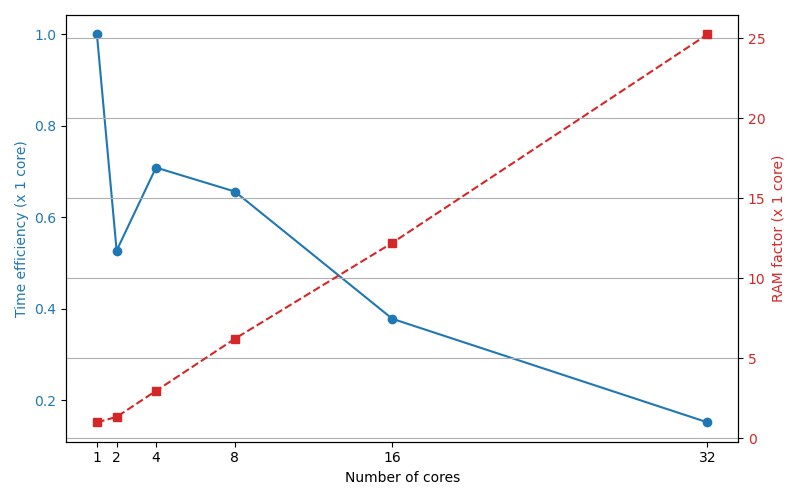 Time efficiency (x 1 core)
1.0
0.8
0.6
0.4
0.2
25
20
15
10
5
0
RAM factor (x 1 core)
1 2 4 8 16 32
Number of cores